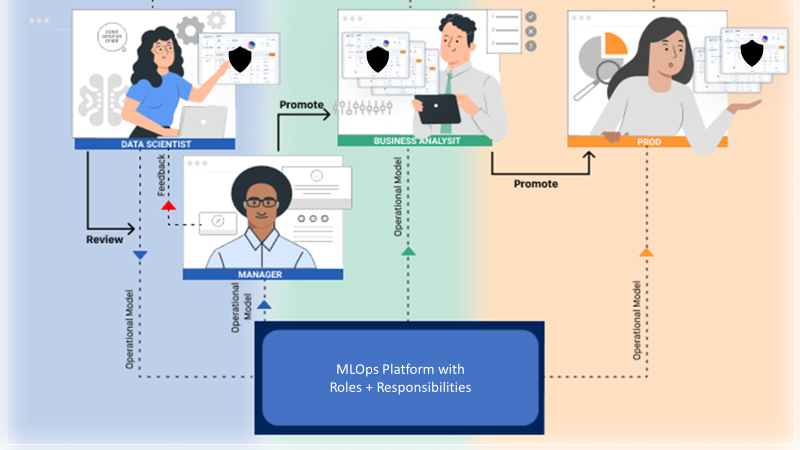 DATA SCIENTIST
BUSINESS ANALYSIT
PROD
Promote
Promote
Feedback
Review
MANAGER
Operational Model
Operational
Model
Operational Model
Operational Model
MLOps Platform with
Roles + Responsibilities